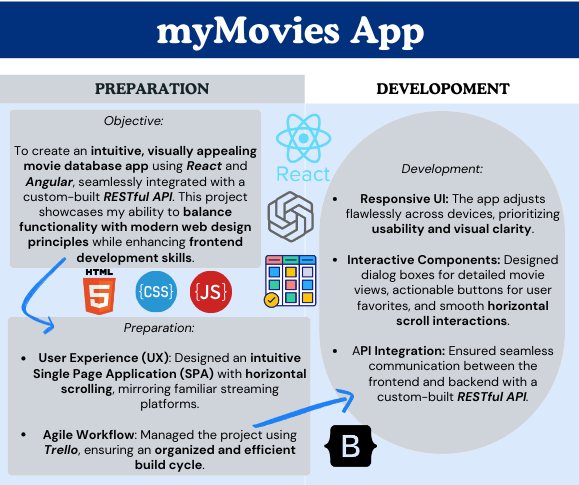 myMovies App
PREPARATION
Objective:
To create an intuitive, visually appealing
movie database app using React and
Angular, seamlessly integrated with a
custom-built RESTful API. This project
showcases my ability to balance
functionality with modern web design
principles while enhancing frontend
development skills.
React
HTML
5
{CSS}
{JS}
Preparation:
• User Experience (UX): Designed an intuitive
Single Page Application (SPA) with horizontal
scrolling, mirroring familiar streaming
platforms.
• Agile Workflow: Managed the project using
Trello, ensuring an organized and efficient
build cycle.
DEVELOPOMENT
Development:
• Responsive UI: The app adjusts
flawlessly across devices, prioritizing
usability and visual clarity.
• Interactive Components: Designed
dialog boxes for detailed movie
views, actionable buttons for user
favorites, and smooth horizontal
scroll interactions.
• API Integration: Ensured seamless
communication between the
frontend and backend with a
custom-built RESTful API.
B